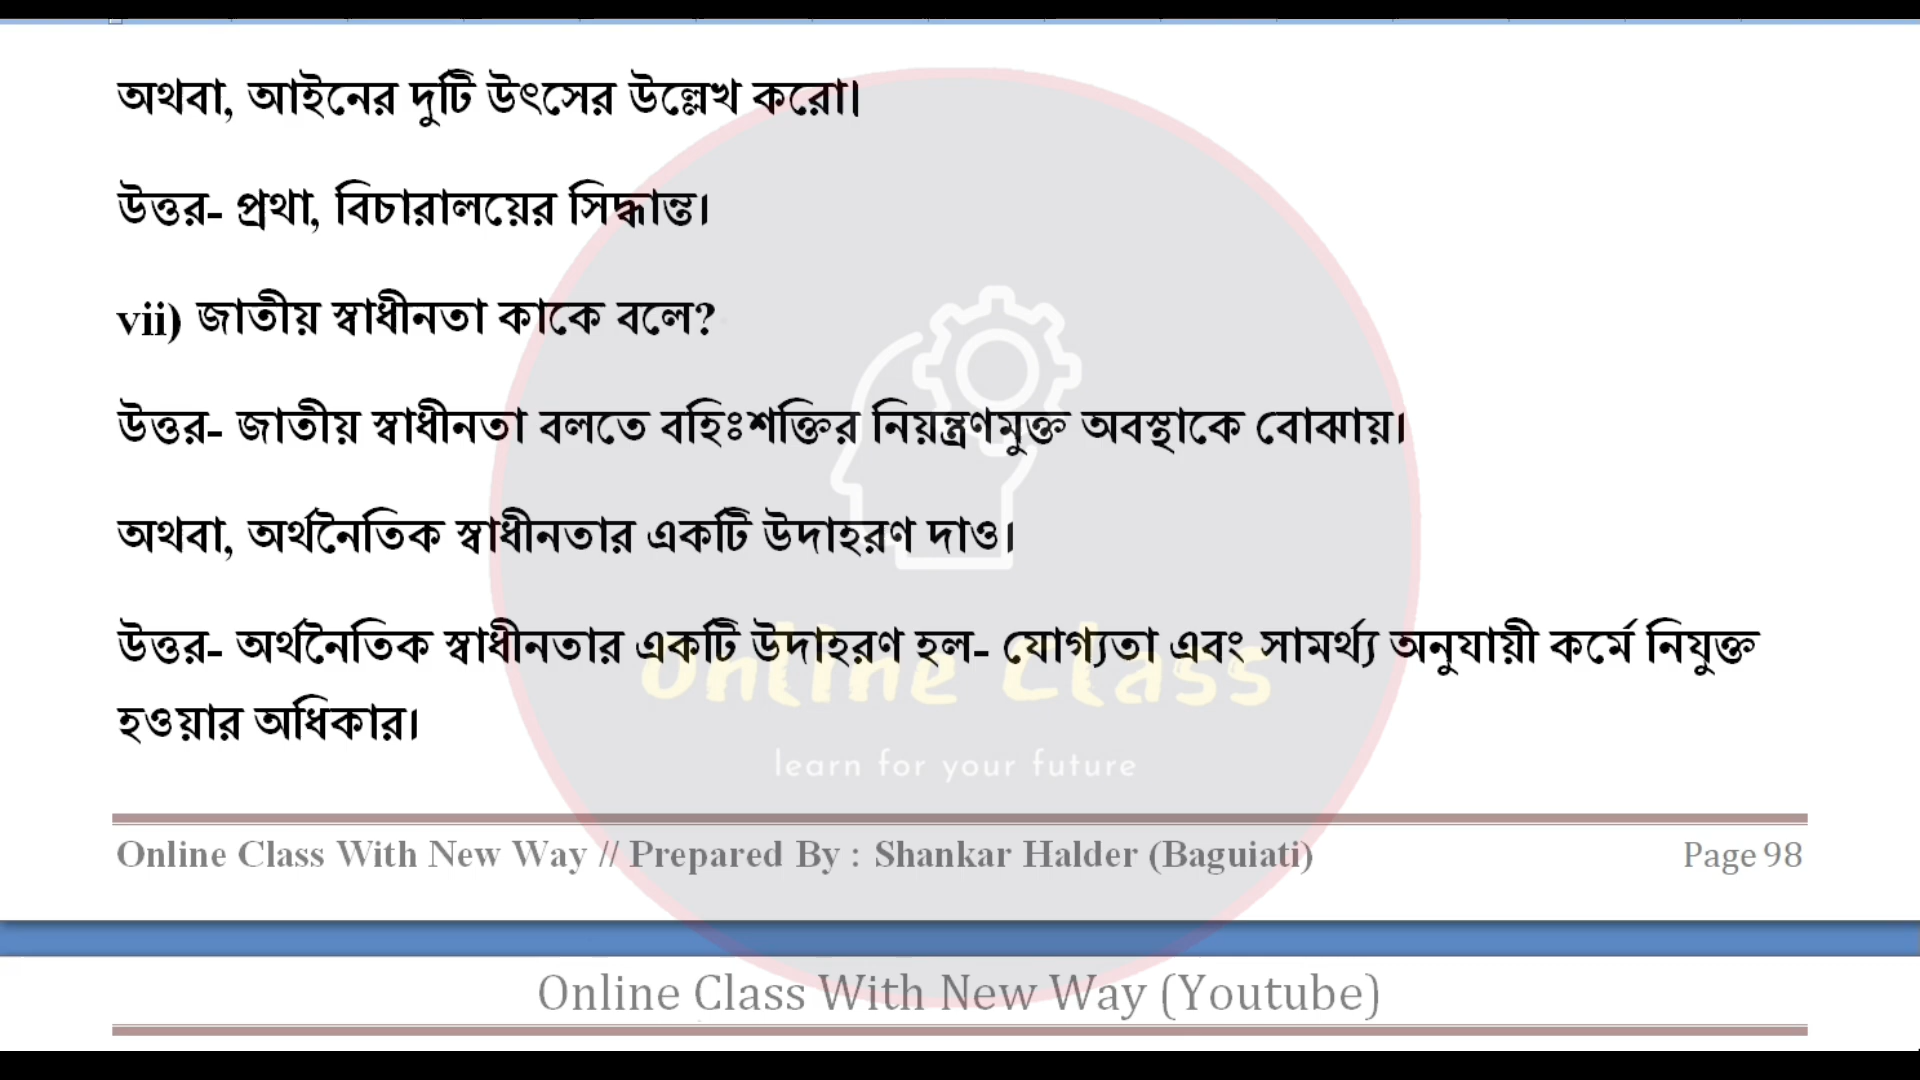 অথবা, আইনের দুটি উৎসের উল্লেখ করো।
উত্তর- প্রথা, বিচারালয়ের সিদ্ধান্ত।
vii) জাতীয় স্বাধীনতা কাকে বলে?
উত্তর- জাতীয় স্বাধীনতা বলতে বহিঃশক্তির নিয়ন্ত্রণমুক্ত অবস্থাকে বোঝায়।
অথবা, অর্থনৈতিক স্বাধীনতার একটি উদাহরণ দাও।
উত্তর- অর্থনৈতিক স্বাধীনতার একটি উদাহরণ হল- যোগ্যতা এবং সামর্থ্য অনুযায়ী কর্মে নিযুক্ত
হওয়ার অধিকার।
Online Class
learn for your future
Online Class With New Way // Prepared By : Shankar Halder (Baguiati) Page 98
Online Class With New Way (Youtube)